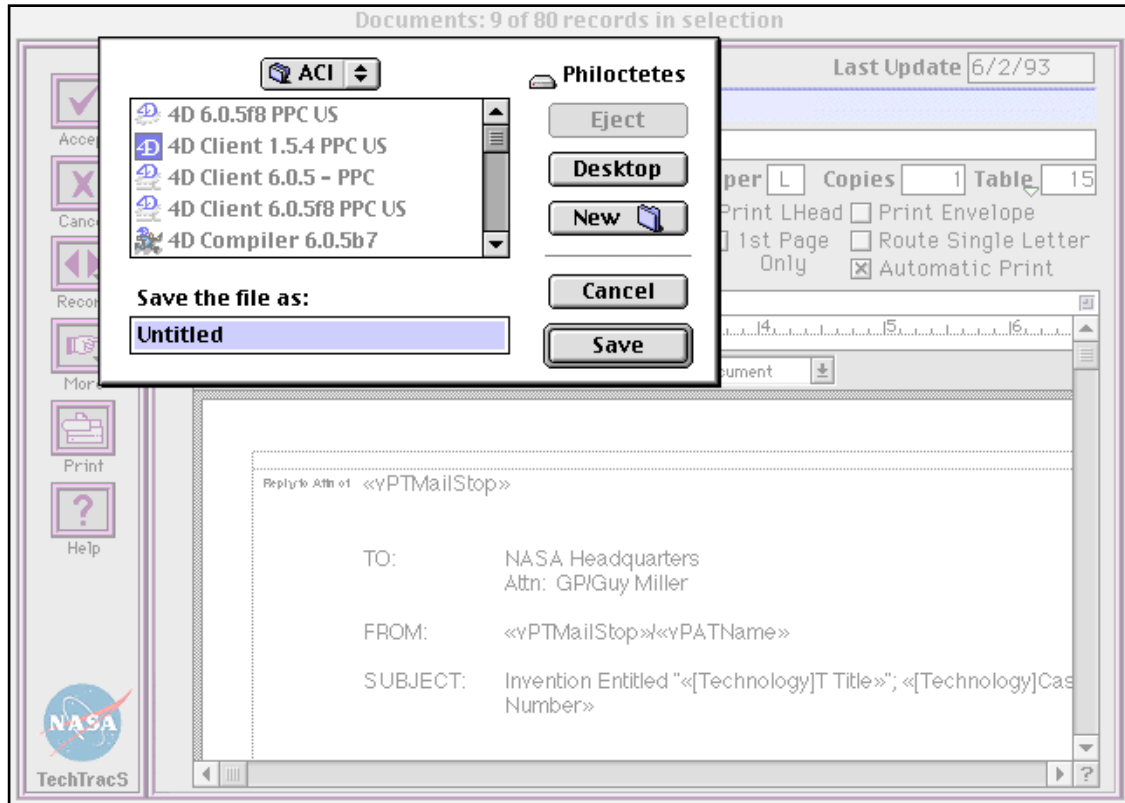 Documents: 9 of 80 records in selection
ACI
Philoctetes
4D 6.0.5f8 PPC US
4D Client 1.5.4 PPC US
4D Client 6.0.5 - PPC
4D Client 6.0.5f8 PPC US
4D Compiler 6.0.5b7
Eject
Desktop
New
Cancel
Save
Save the file as:
Untitled
Last Update 6/2/93
per L Copies 1 Table 15
Print LHead Print Envelope
1st Page Only
Route Single Letter
Automatic Print
Accep
Cance
Recor
More
Print
Help
NASA
TechTracS
4 5 6
cument
Reply to Attn of «vPTMailStop»
TO: NASA Headquarters
Attn: GP/Guy Miller
FROM: «vPTMailStop»/«vPATName»
SUBJECT: Invention Entitled "«[Technology]T Title»"; «[Technology]Cas
Number»
?